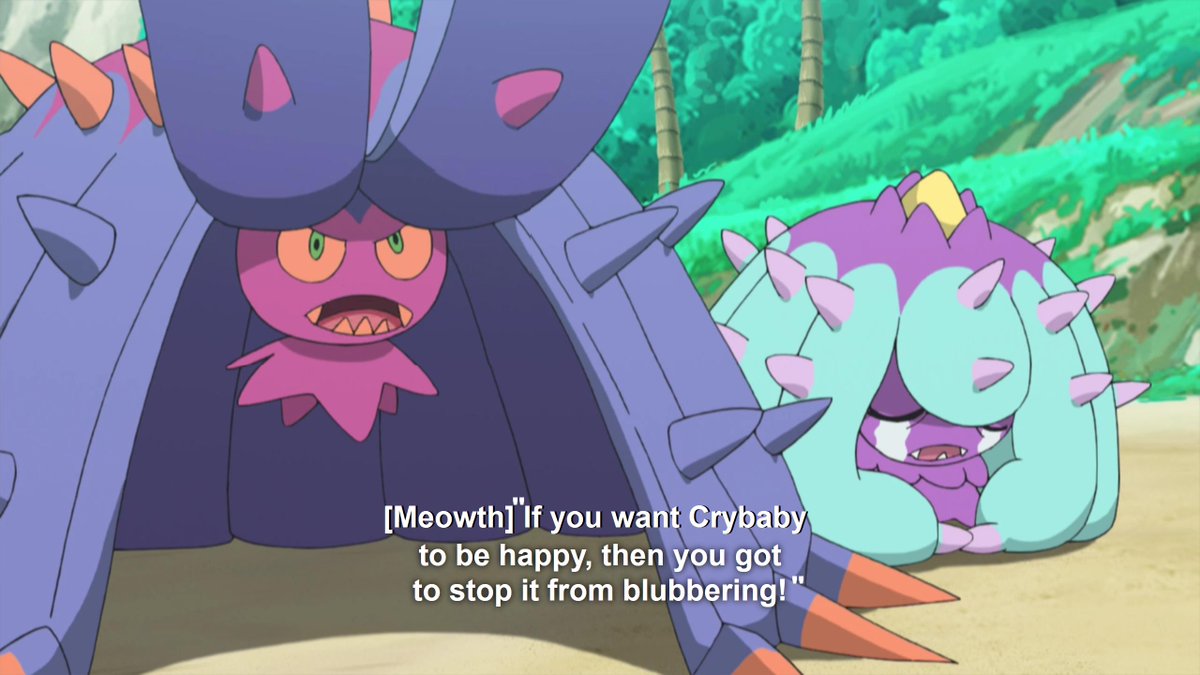 [Meowth]"If you want Crybaby
to be happy, then you got
to stop it from blubbering!"